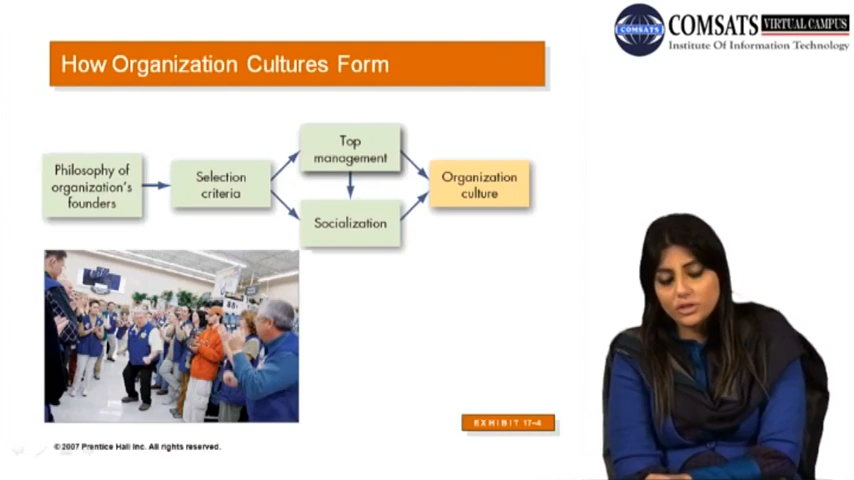 COMSATS VIRTUAL CAMPUS
Institute Of Information Technology
COMSATS
How Organization Cultures Form
Philosophy of
organization's
founders
Selection
criteria
Top
management
Socialization
Organization
culture
EXHIBIT 17-4
© 2007 Prentice Hall Inc. All rights reserved.